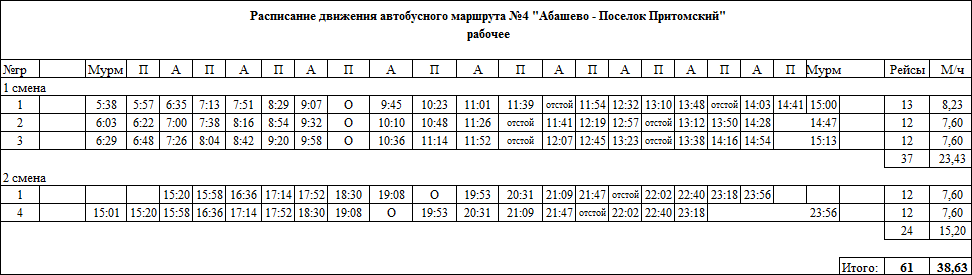 Расписание движения автобусного маршрута №4 "Абашево - Поселок Притомский"
рабочее
№гр Мурм П А П А П А П А П А П А П А П А П Мурм Рейсы М/ч
1 смена
1 5:38 5:57 6:35 7:13 7:51 8:29 9:07 О 9:45 10:23 11:01 11:39 отстой 11:54 12:32 13:10 13:48 отстой 14:03 14:41 15:00 13 8,23
2 6:03 6:22 7:00 7:38 8:16 8:54 9:32 О 10:10 10:48 11:26 отстой 11:41 12:19 12:57 отстой 13:12 13:50 14:28 14:47 12 7,60
3 6:29 6:48 7:26 8:04 8:42 9:20 9:58 О 10:36 11:14 11:52 отстой 12:07 12:45 13:23 отстой 13:38 14:16 14:54 15:13 12 7,60
37 23,43
2 смена
1 15:20 15:58 16:36 17:14 17:52 18:30 19:08 О 19:53 20:31 21:09 21:47 отстой 22:02 22:40 23:18 23:56 12 7,60
4 15:01 15:20 15:58 16:36 17:14 17:52 18:30 19:08 О 19:53 20:31 21:09 21:47 отстой 22:02 22:40 23:18 23:56 12 7,60
24 15,20
Итого: 61 38,63